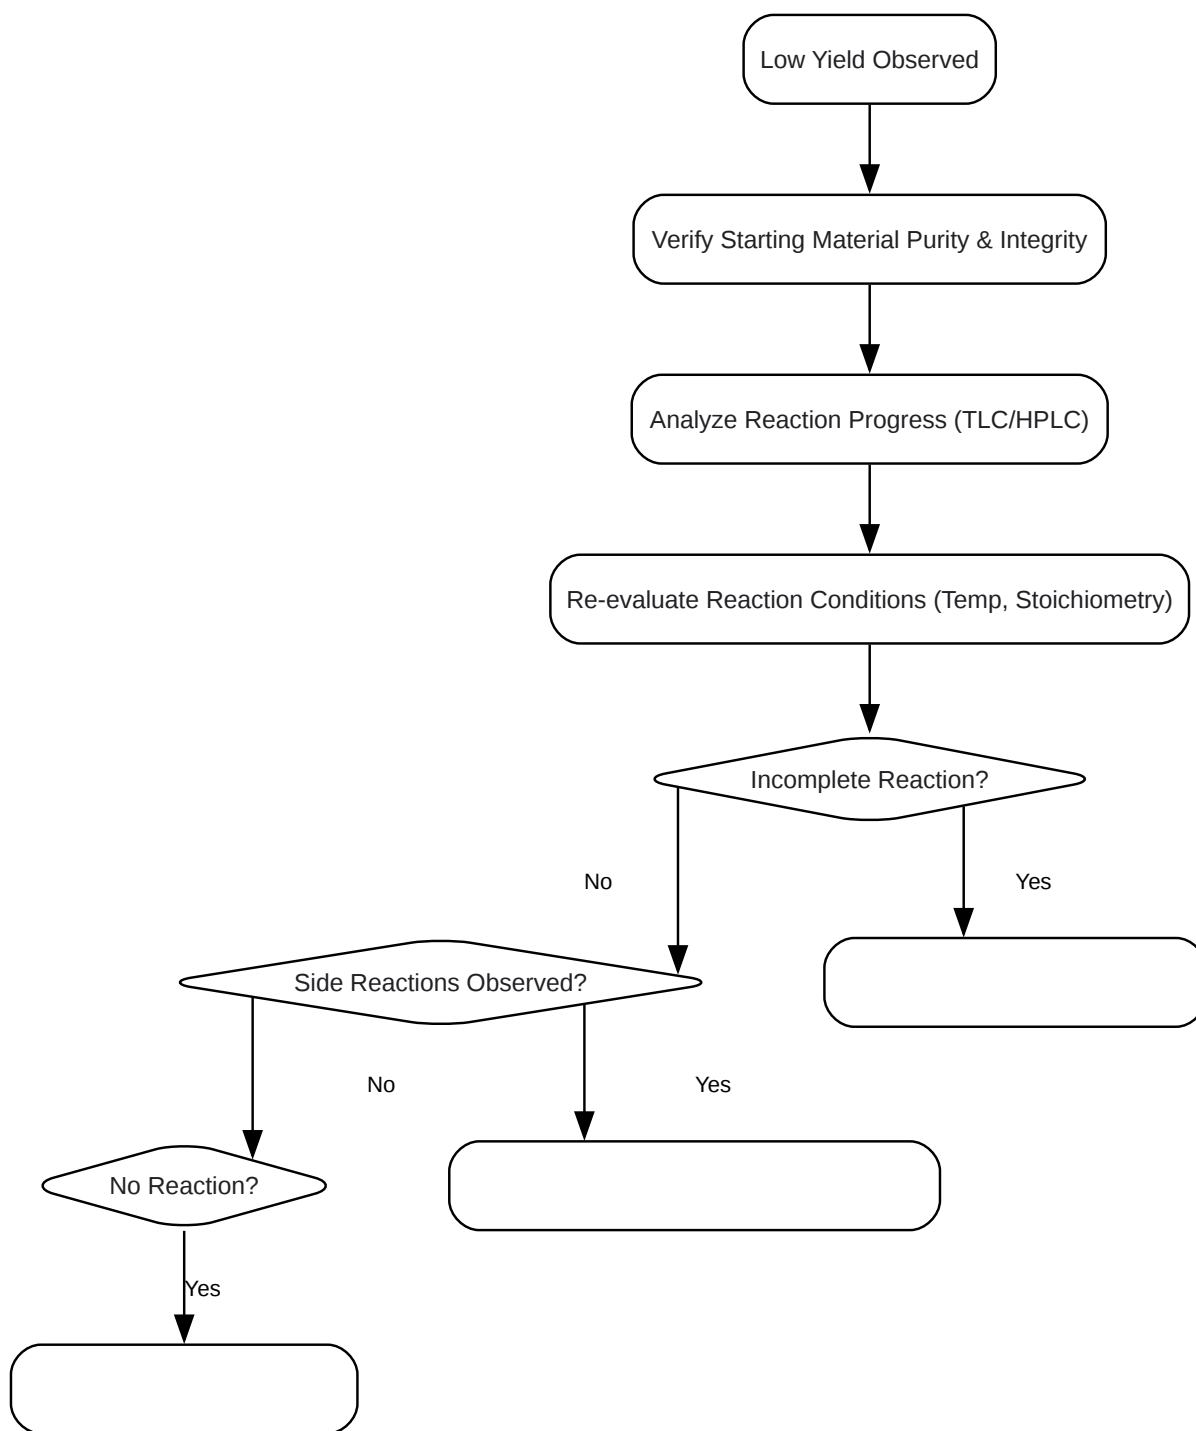 Low Yield Observed
Verify Starting Material Purity & Integrity
Analyze Reaction Progress (TLC/HPLC)
Re-evaluate Reaction Conditions (Temp, Stoichiometry)
Incomplete Reaction?
No
Yes
Side Reactions Observed?
No
Yes
No Reaction?
Yes